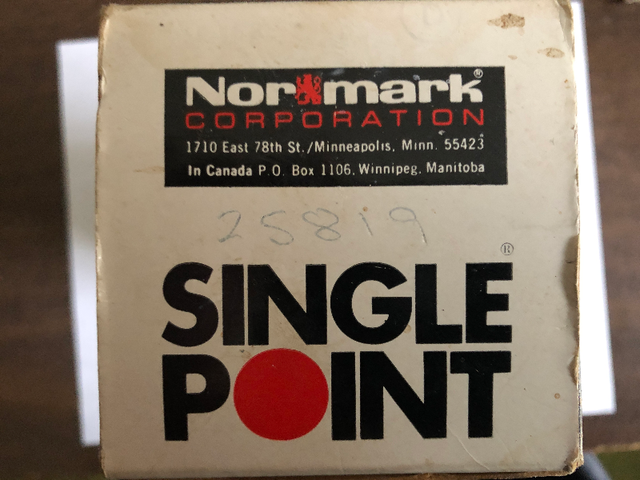 Normark®
CORPORATION
1710 East 78th St./Minneapolis, Minn. 55423
In Canada P.O. Box 1106, Winnipeg, Manitoba
25819
®
SINGLE
POINT